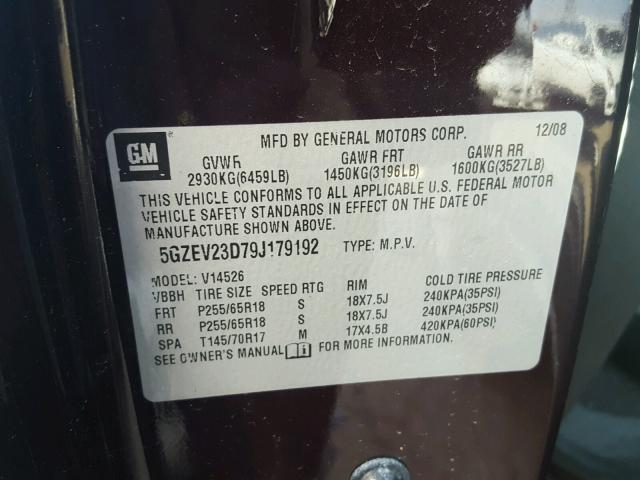 GM
MFD BY GENERAL MOTORS CORP. 12/08
GVWR GAWR FRT GAWR RR
2930KG(6459LB) 1450KG(3196LB) 1600KG(3527LB)
THIS VEHICLE CONFORMS TO ALL APPLICABLE U.S. FEDERAL MOTOR
VEHICLE SAFETY STANDARDS IN EFFECT ON THE DATE OF
MANUFACTURE SHOWN ABOVE.
5GZEV23D79J179192 TYPE: M.P.V.
MODEL: V14526
VBBH TIRE SIZE SPEED RTG RIM COLD TIRE PRESSURE
FRT P255/65R18 S 18X7.5J 240KPA(35PSI)
RR P255/65R18 S 18X7.5J 240KPA(35PSI)
SPA T145/70R17 M 17X4.5B 420KPA(60PSI)
SEE OWNER'S MANUAL FOR MORE INFORMATION.